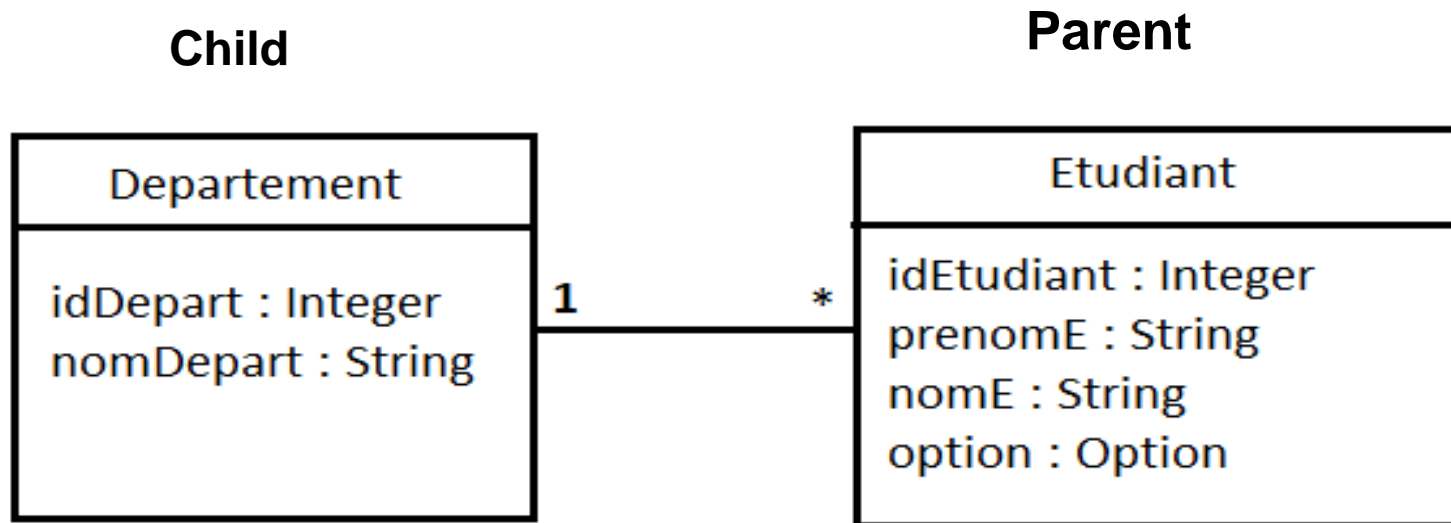 Child
Parent
Departement
idDepart : Integer
nomDepart : String
1
*
Etudiant
idEtudiant : Integer
prenomE : String
nomE : String
option : Option